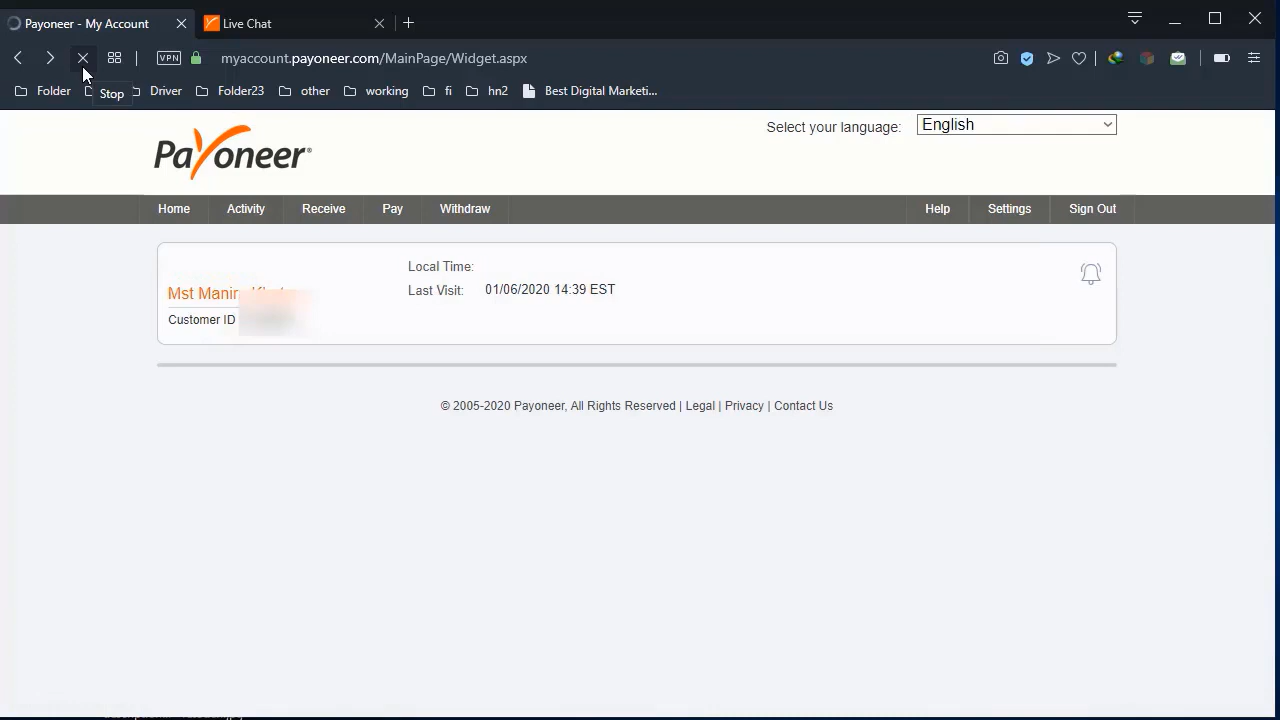 Payoneer - My Account
Live Chat
VPN
myaccount.payoneer.com/MainPage/Widget.aspx
Folder
Driver
Folder23
other
working
fi
hn2
Best Digital Marketi...
Stop
Payoneer
Select your language:
English
Home
Activity
Receive
Pay
Withdraw
Help
Settings
Sign Out
Local Time:
Last Visit: 01/06/2020 14:39 EST
Mst
Customer ID
© 2005-2020 Payoneer, All Rights Reserved | Legal | Privacy | Contact Us